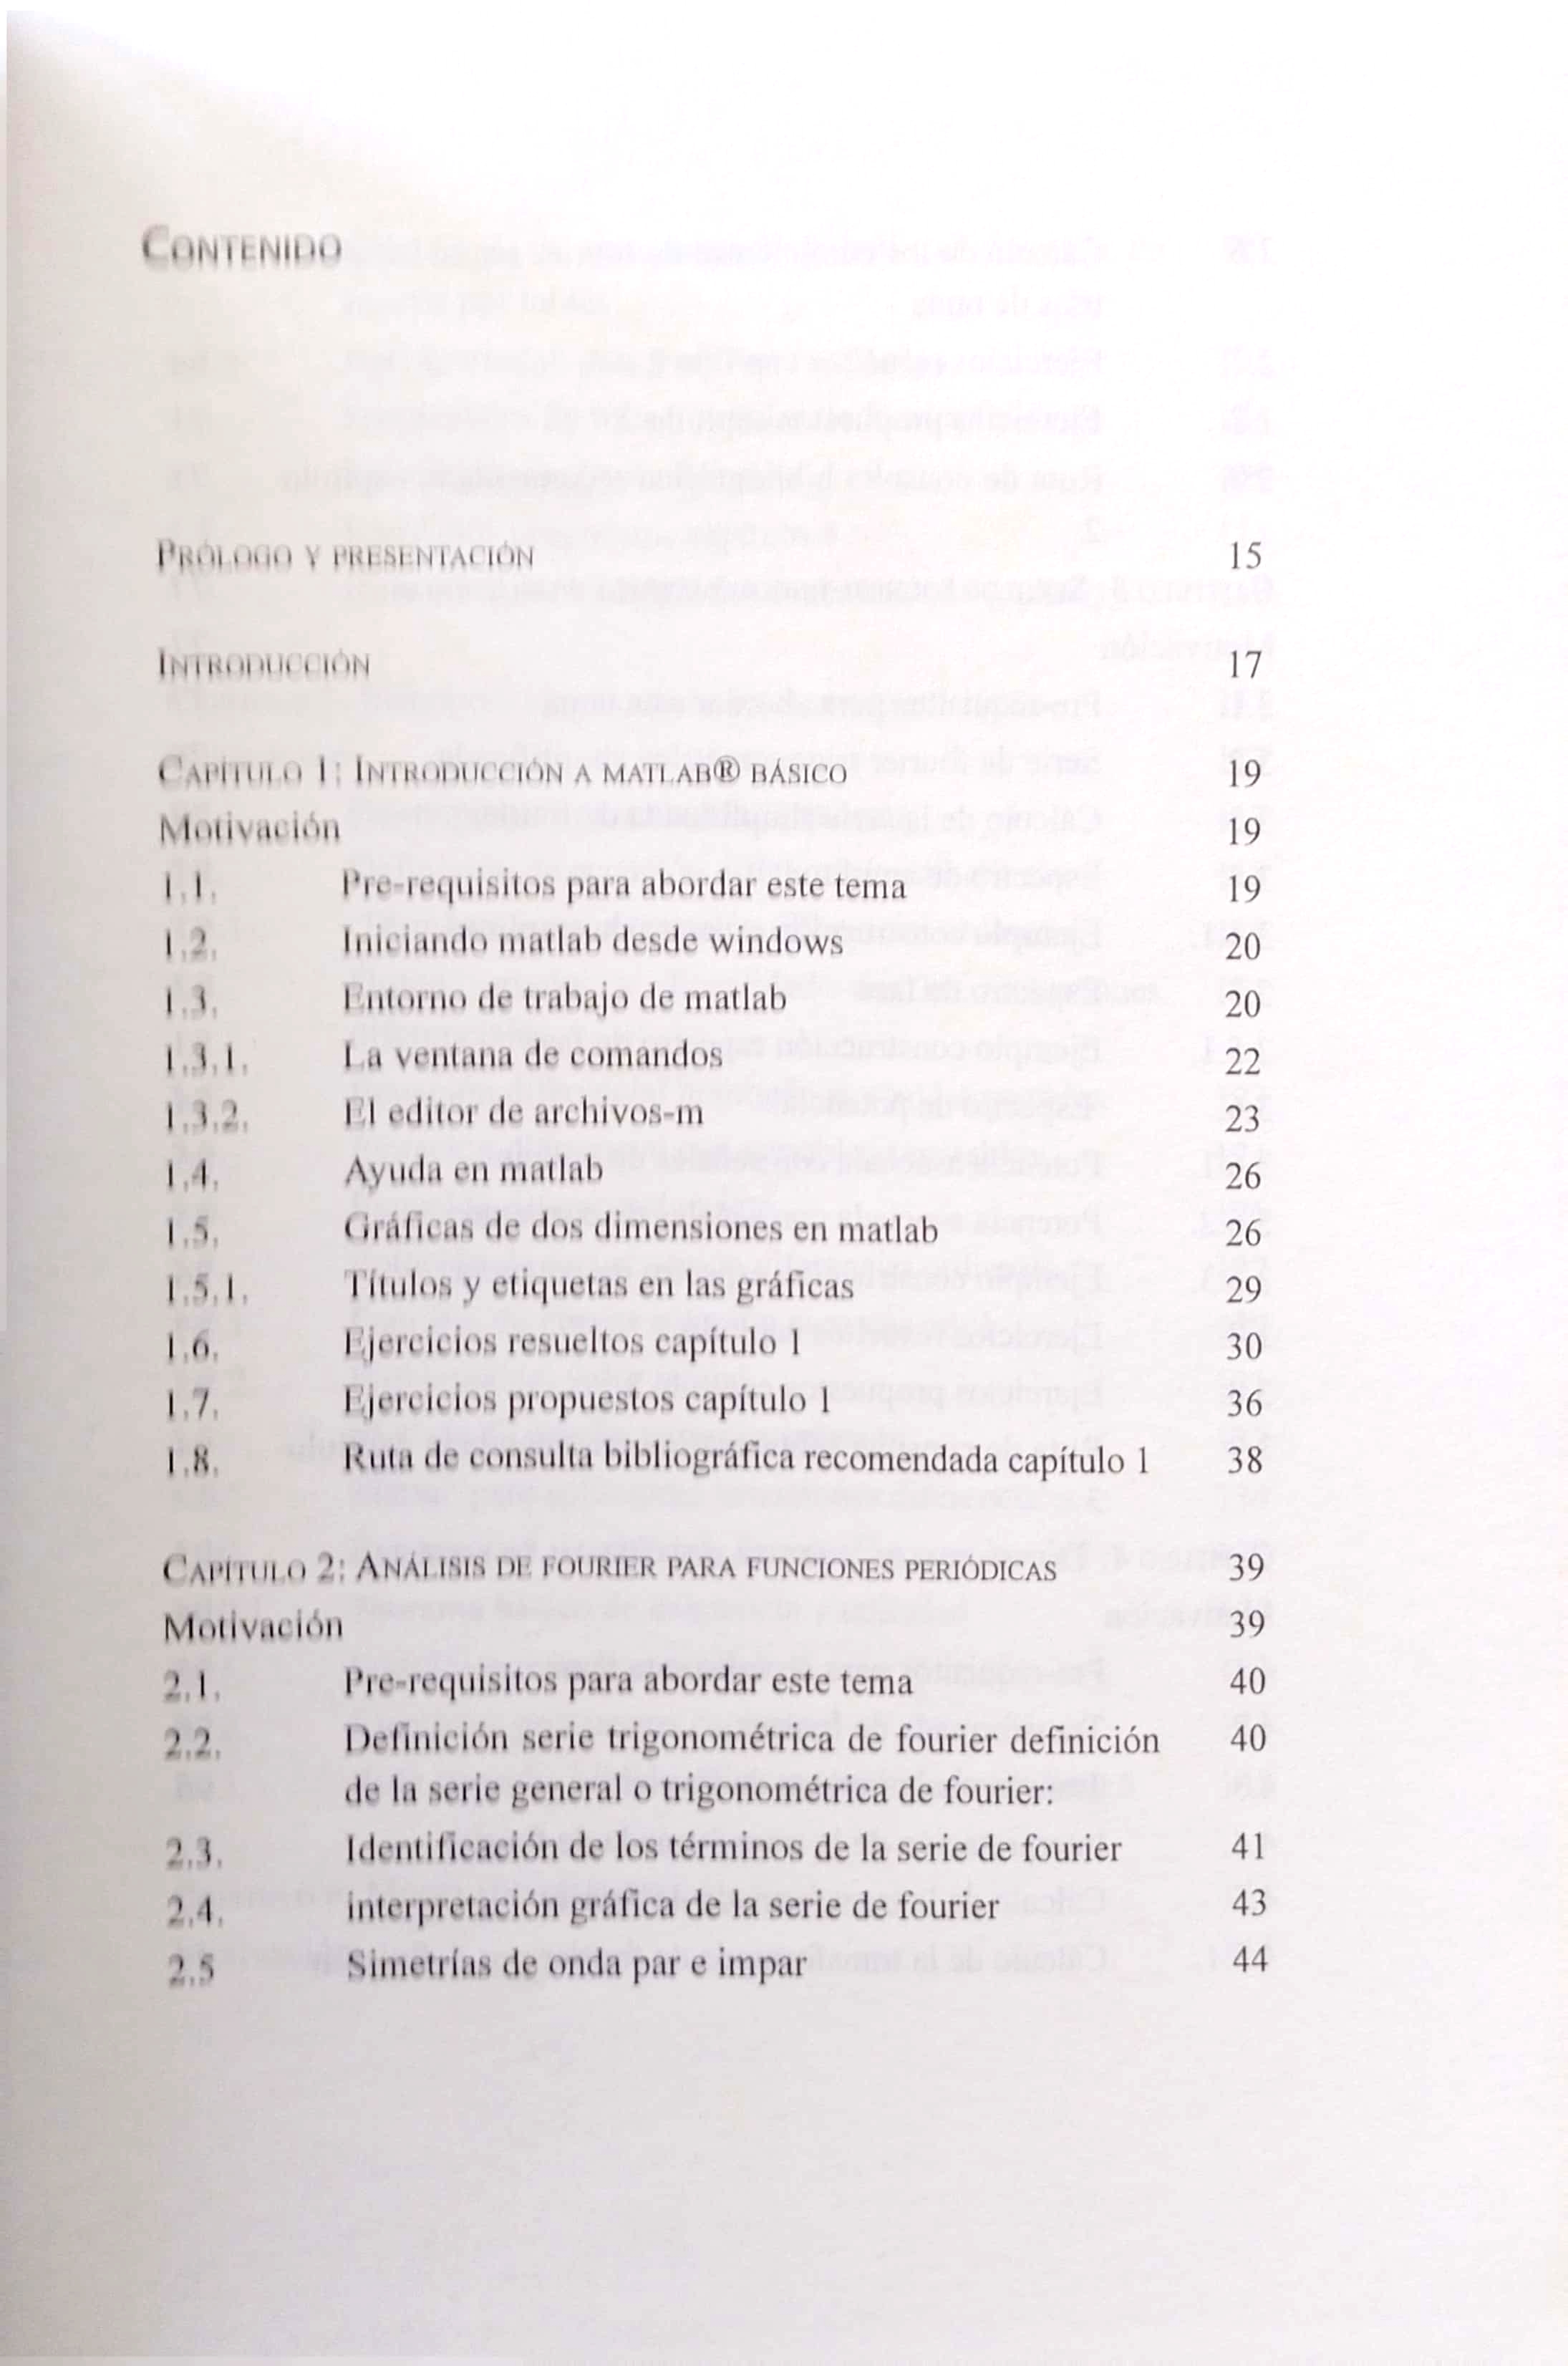 CONTENIDO
PRÓLOGO Y PRESENTACIÓN 15
INTRODUCCIÓN 17
CAPÍTULO 1: INTRODUCCIÓN A MATLAB® BÁSICO 19
Motivación 19
1.1. Pre-requisitos para abordar este tema 19
1.2. Iniciando matlab desde windows 20
1.3. Entorno de trabajo de matlab 20
1.3.1. La ventana de comandos 22
1.3.2. El editor de archivos-m 23
1.4. Ayuda en matlab 26
1.5. Gráficas de dos dimensiones en matlab 26
1.5.1. Títulos y etiquetas en las gráficas 29
1.6. Ejercicios resueltos capítulo 1 30
1.7. Ejercicios propuestos capítulo 1 36
1.8. Ruta de consulta bibliográfica recomendada capítulo 1 38
CAPÍTULO 2: ANÁLISIS DE FOURIER PARA FUNCIONES PERIÓDICAS 39
Motivación 39
2.1. Pre-requisitos para abordar este tema 40
2.2. Definición serie trigonométrica de fourier definición 40
de la serie general o trigonométrica de fourier:
2.3. Identificación de los términos de la serie de fourier 41
2.4. interpretación gráfica de la serie de fourier 43
2.5 Simetrías de onda par e impar 44